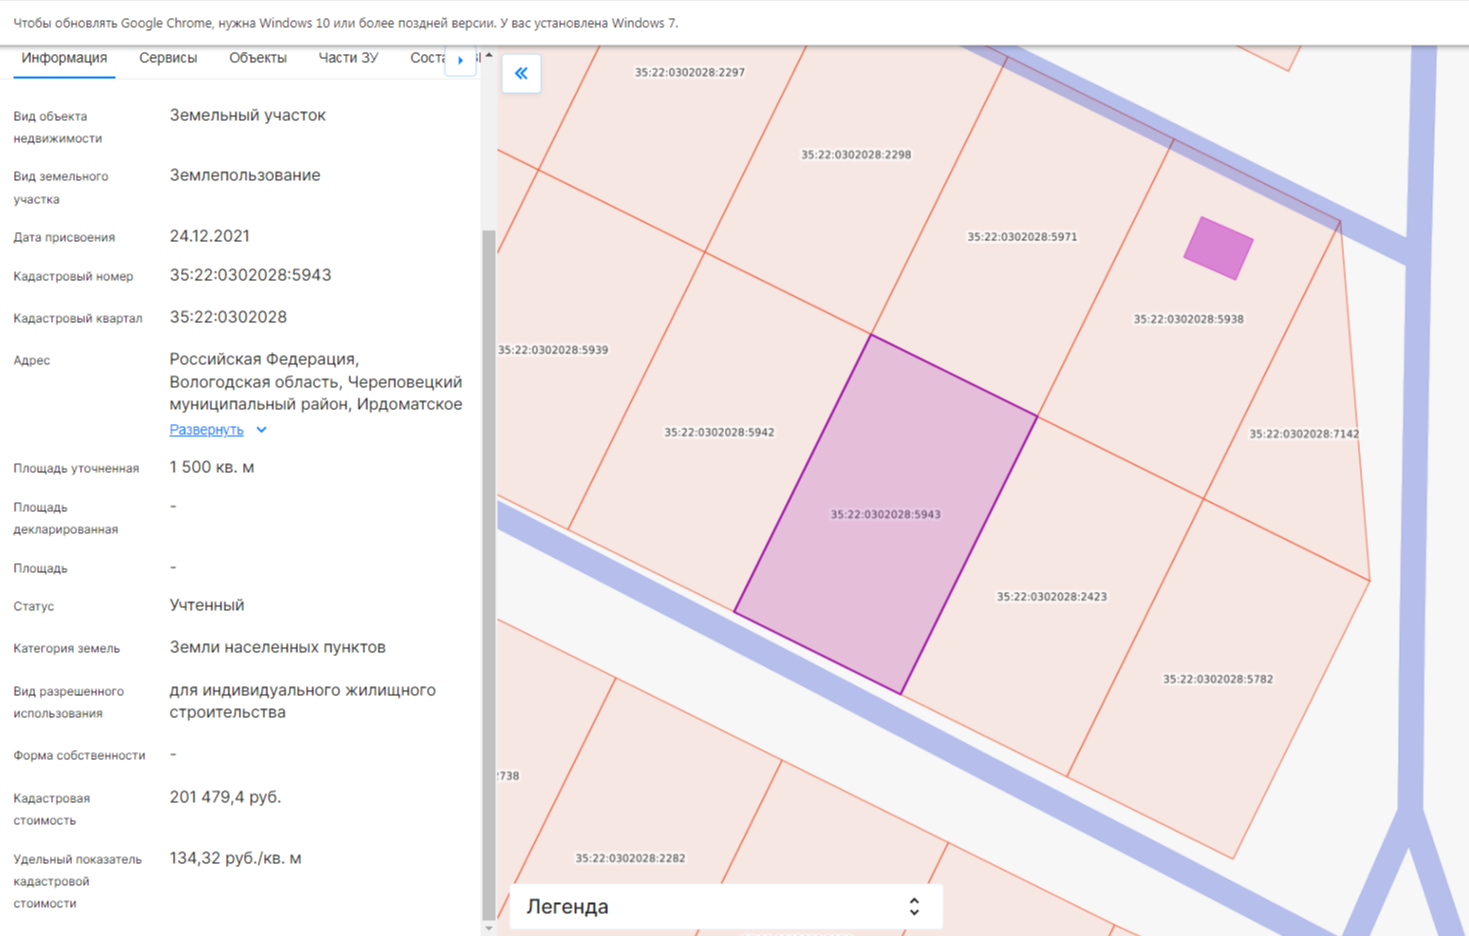 Чтобы обновлять Google Chrome, нужна Windows 10 или более поздней версии. У вас установлена Windows 7.
Информация Сервисы Объекты Части ЗУ
Вид объекта
недвижимости
Земельный участок
Вид земельного
участка
Землепользование
Дата присвоения
24.12.2021
Кадастровый номер
35:22:0302028:5943
Кадастровый квартал
35:22:0302028
Адрес
Российская Федерация,
Вологодская область, Череповецкий
муниципальный район, Ирдоматское
Развернуть
Площадь уточненная
1 500 кв. м
Площадь
декларированная
-
Площадь
-
Статус
Учтенный
Категория земель
Земли населенных пунктов
Вид разрешенного
использования
для индивидуального жилищного
строительства
Форма собственности
-
Кадастровая
стоимость
201 479,4 руб.
Удельный показатель
кадастровой
стоимости
134,32 руб./кв. м
35:22:0302028:2297
35:22:0302028:2298
35:22:0302028:5971
35:22:0302028:5938
35:22:0302028:5939
35:22:0302028:5942
35:22:0302028:7142
35:22:0302028:5943
35:22:0302028:2423
35:22:0302028:5782
:738
35:22:0302028:2282
Легенда